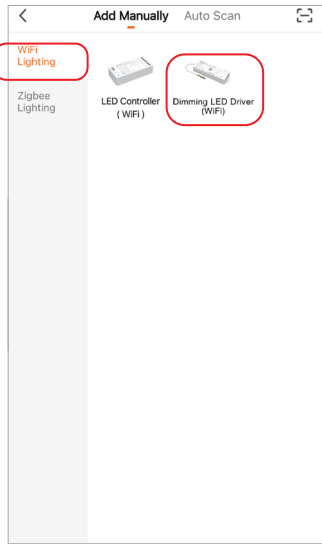 Add Manually Auto Scan
WiFi
Lighting
Zigbee
Lighting
LED Controller
( WiFi )
Dimming LED Driver
(WiFi)